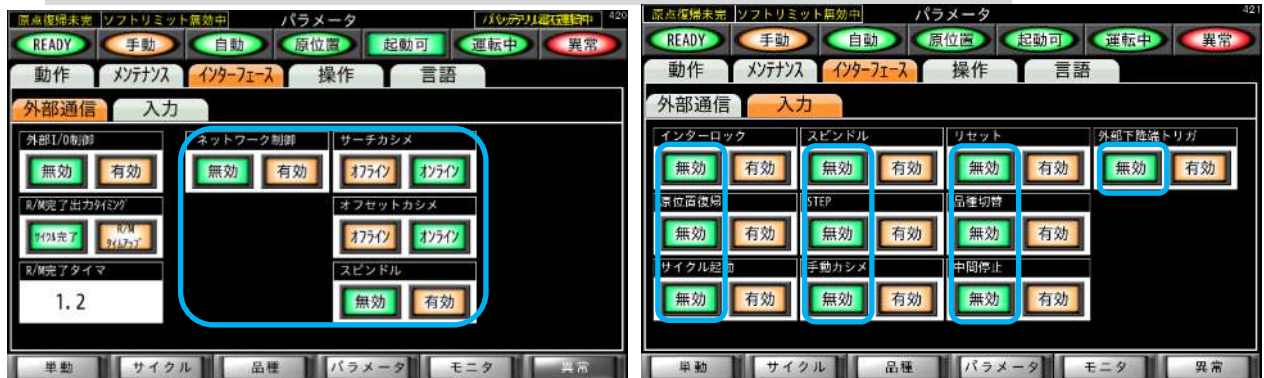 原点復帰未完 ソフトリミット無効中 パラメータ 420
READY 手動 自動 原位置 起動可 運転中 異常
動作 メンテナンス インターフェース 操作 言語
外部通信 入力
外部I/O制御 ネットワーク制御 サーチカシメ
無効 有効 無効 有効 オフライン オンライン
R/M完了出力タイミング オフセットカシメ
サイクル完了 R/Mタイムアップ オフライン オンライン
R/M完了タイマ スピンドル
1.2 無効 有効
単動 サイクル 品種 パラメータ モニタ 異常
原点復帰未完 ソフトリミット無効中 パラメータ 421
READY 手動 自動 原位置 起動可 運転中 異常
動作 メンテナンス インターフェース 操作 言語
外部通信 入力
インターロック スピンドル リセット 外部下降端トリガ
無効 有効 無効 有効 無効 有効 無効 有効
原位置復帰 STEP 品種切替
無効 有効 無効 有効 無効 有効
サイクル起動 手動カシメ 中間停止
無効 有効 無効 有効 無効 有効
単動 サイクル 品種 パラメータ モニタ 異常